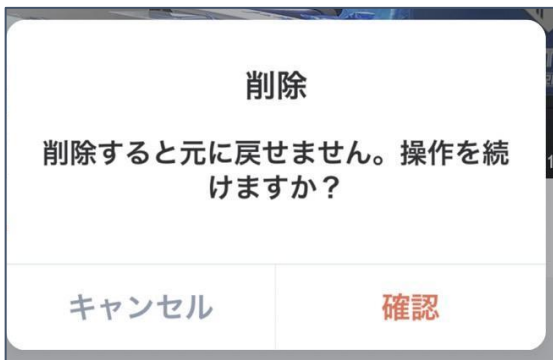 削除
削除すると元に戻せません。操作を続
けますか？
キャンセル
確認